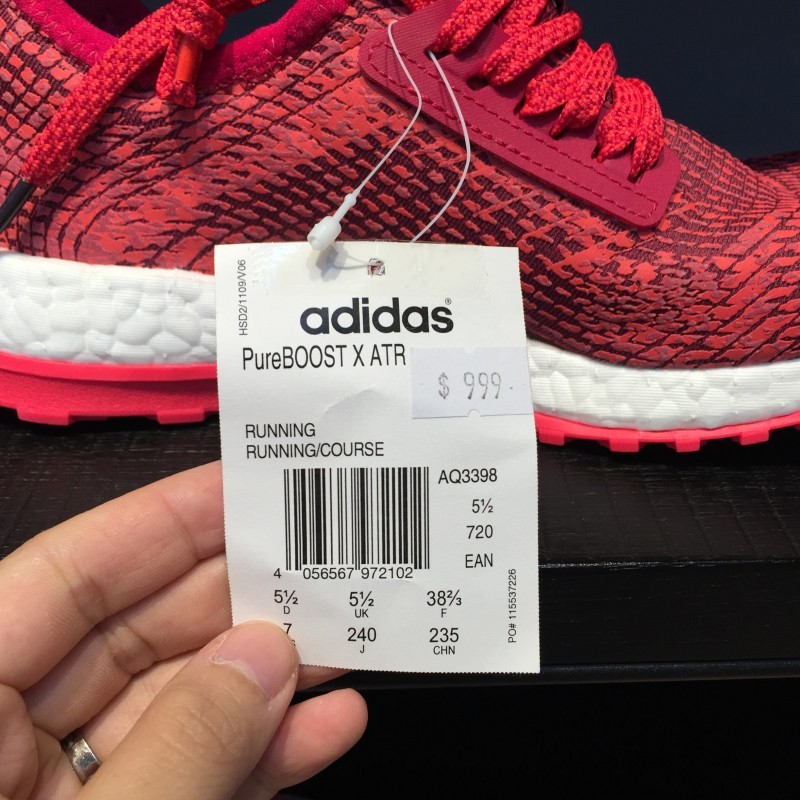 HSD2/1109/V06
adidas®
PureBOOST X ATR
$ 999.
RUNNING
RUNNING/COURSE
AQ3398
5½
720
EAN
4 056567 972102
5½ 5½ 38⅔
D UK F
7 240 235
J CHN
PO# 115537226